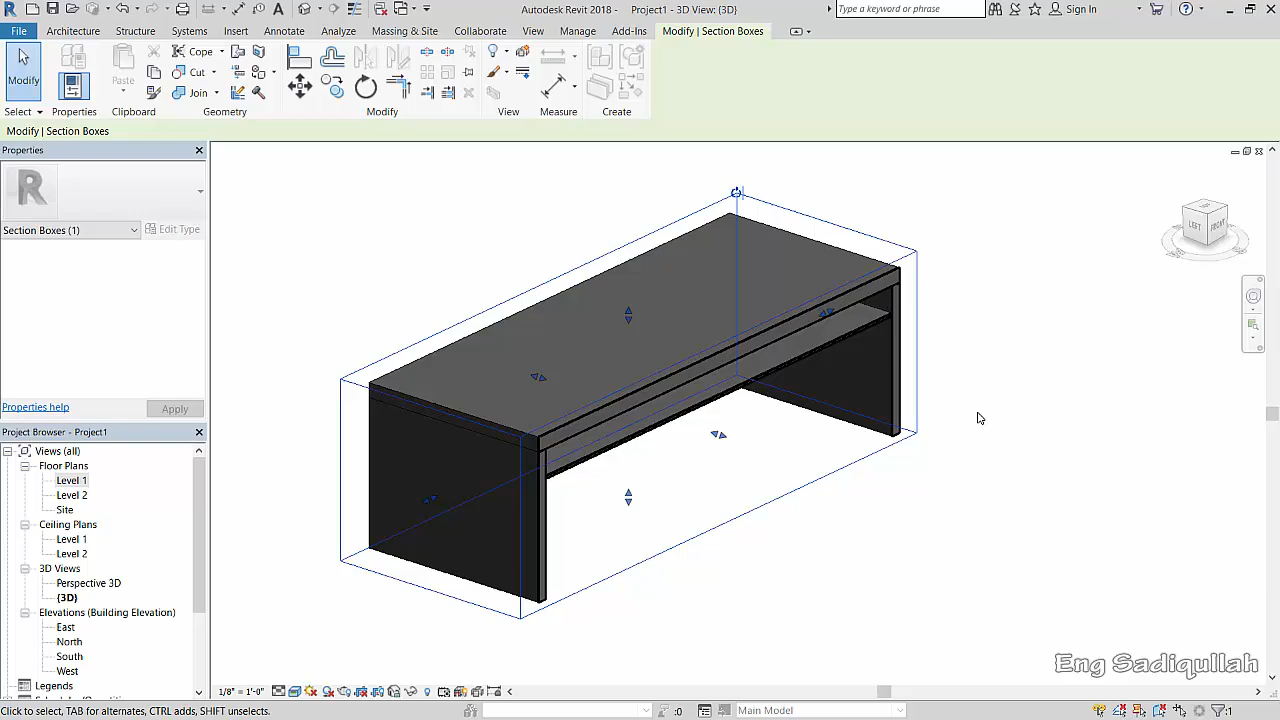 Autodesk Revit 2018 - Project1 - 3D View: {3D}
Type a keyword or phrase
Sign In
File Architecture Structure Systems Insert Annotate Analyze Massing & Site Collaborate View Manage Add-Ins Modify | Section Boxes
Modify
Paste
Cope
Cut
Join
Select Properties Clipboard Geometry Modify View Measure Create
Modify | Section Boxes
Properties
Section Boxes (1)
Edit Type
Properties help
Apply
Project Browser - Project1
Views (all)
Floor Plans
Level 1
Level 2
Site
Ceiling Plans
Level 1
Level 2
3D Views
Perspective 3D
{3D}
Elevations (Building Elevation)
East
North
South
West
Legends
LEFT
FRONT
Eng Sadiqullah
1/8" = 1'-0"
Click to select, TAB for alternates, CTRL adds, SHIFT unselects.
:0
Main Model
:1